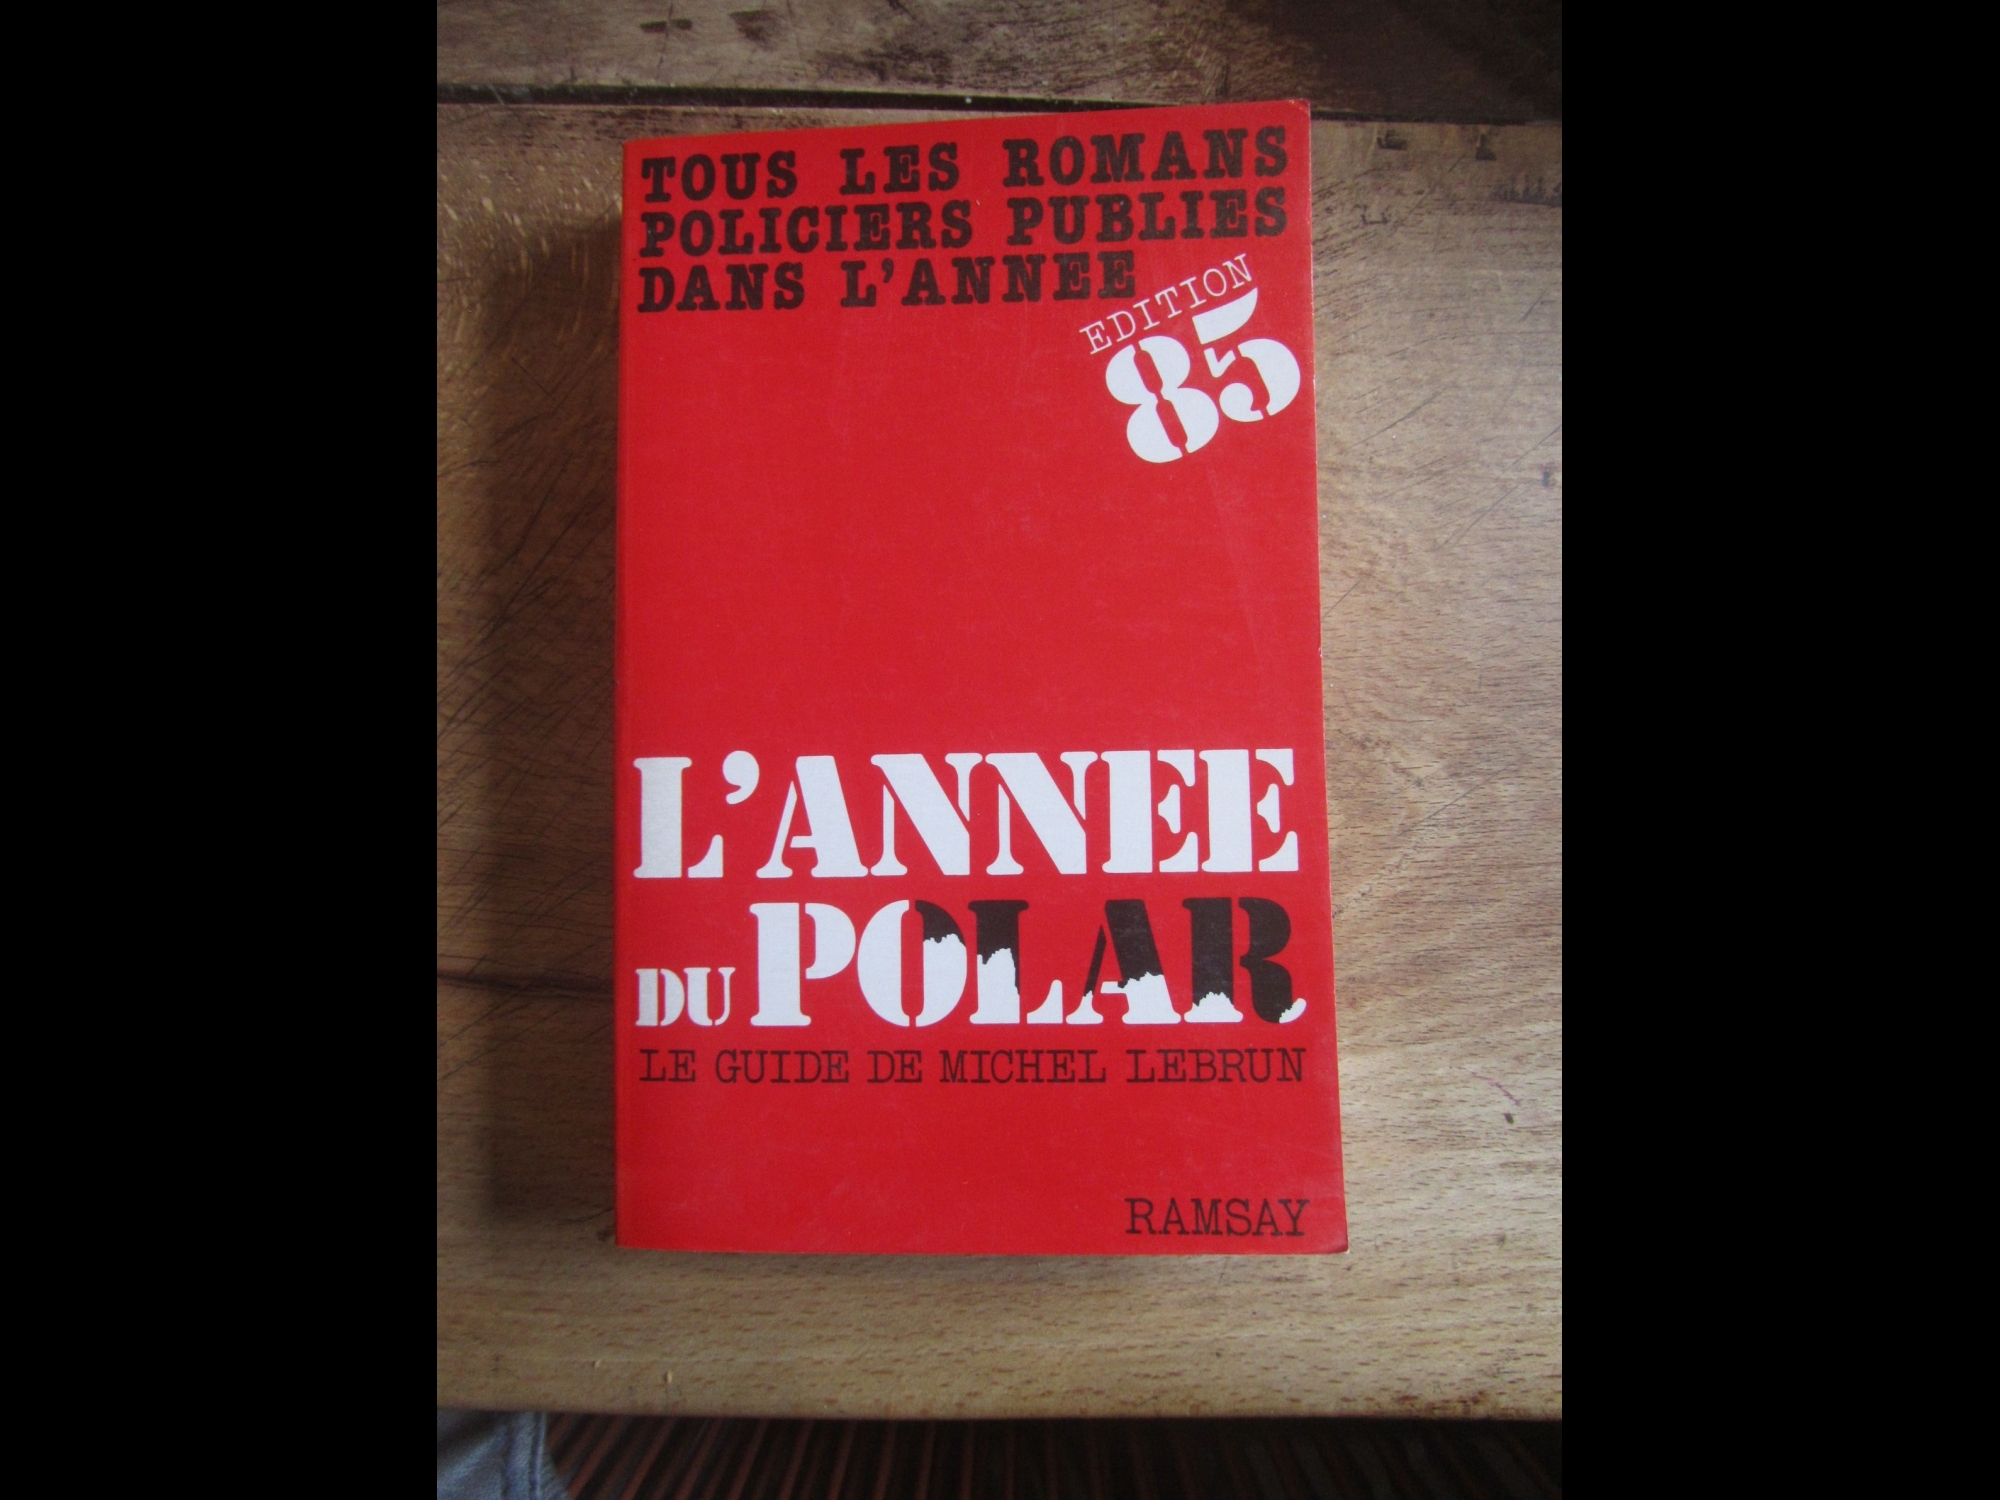 TOUS LES ROMANS
POLICIERS PUBLIES
DANS L'ANNEE
EDITION
85
L'ANNEE
DU POLAR
LE GUIDE DE MICHEL LEBRUN
RAMSAY